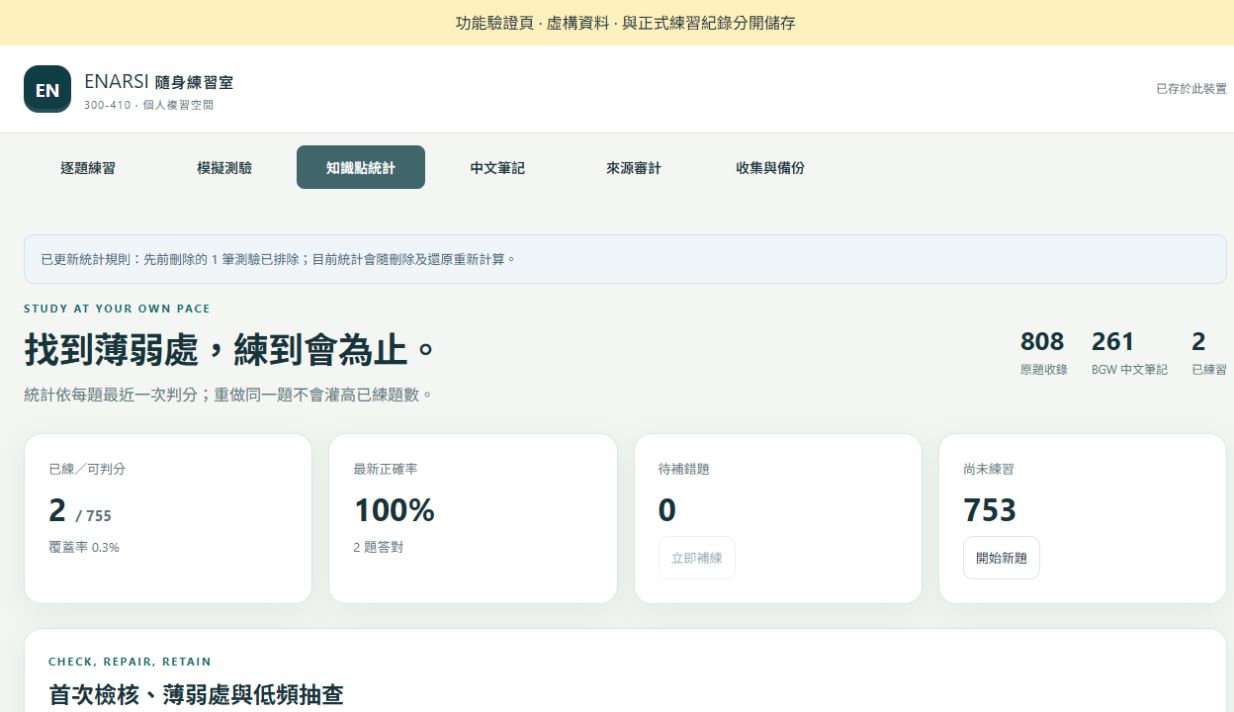 功能驗證頁 · 虛構資料 · 與正式練習紀錄分開儲存
EN
ENARSI 隨身練習室
300-410 · 個人複習空間
已存於此裝置
逐題練習
模擬測驗
知識點統計
中文筆記
來源審計
收集與備份
已更新統計規則：先前刪除的 1 筆測驗已排除；目前統計會隨刪除及還原重新計算。
STUDY AT YOUR OWN PACE
找到薄弱處，練到會為止。
統計依每題最近一次判分；重做同一題不會灌高已練題數。
808
原題收錄
261
BGW 中文筆記
2
已練習
已練／可判分
2 / 755
覆蓋率 0.3%
最新正確率
100%
2 題答對
待補錯題
0
立即補練
尚未練習
753
開始新題
CHECK, REPAIR, RETAIN
首次檢核、薄弱處與低頻抽查